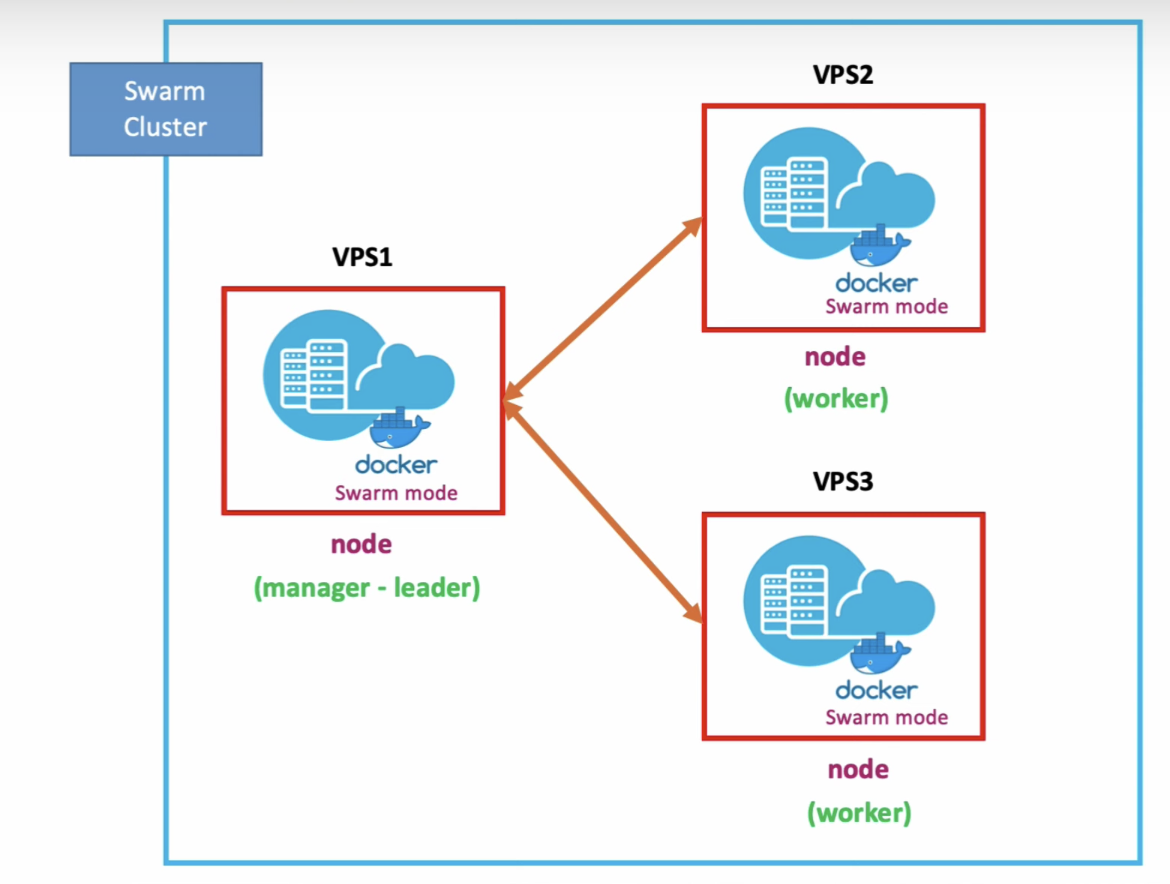 Swarm
Cluster
VPS1
docker
Swarm mode
node
(manager - leader)
VPS2
docker
Swarm mode
node
(worker)
VPS3
docker
Swarm mode
node
(worker)